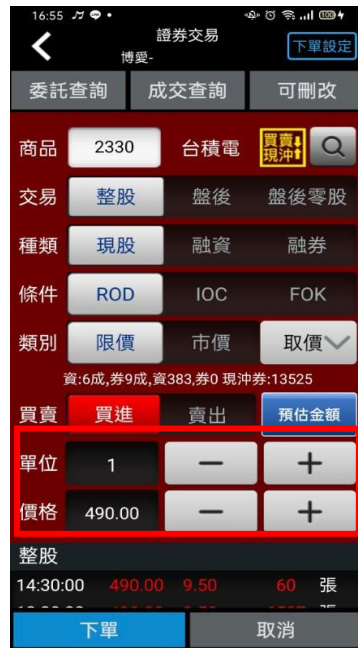 16:55
100
證券交易
博愛-
下單設定
委託查詢 成交查詢 可刪改
商品 2330 台積電 買賣現沖
交易 整股 盤後 盤後零股
種類 現股 融資 融券
條件 ROD IOC FOK
類別 限價 市價 取價
資:6成,券9成,資383,券0 現沖券:13525
買賣 買進 賣出 預估金額
單位 1 — +
價格 490.00 — +
整股
14:30:00 490.00 9.50 60 張
下單 取消